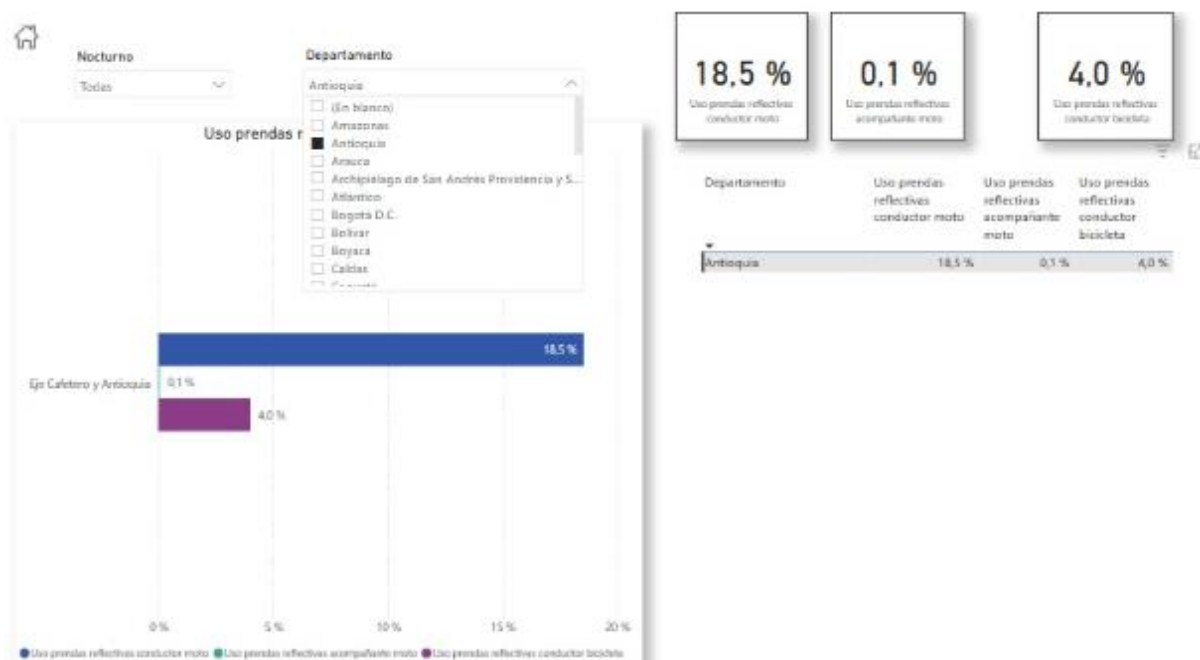 Nocturno
Todas
Departamento
Antioquia
(En blanco)
Amazonas
Antioquia
Arauca
Archipiélago de San Andrés Providencia y S...
Atlántico
Bogotá D.C.
Bolívar
Boyacá
Caldas
Uso prendas r
18,5 %
Uso prendas reflectivas
conductor moto
0,1 %
Uso prendas reflectivas
acompañante moto
4,0 %
Uso prendas reflectivas
conductor bicicleta
Departamento
Uso prendas
reflectivas
conductor moto
Uso prendas
reflectivas
acompañante
moto
Uso prendas
reflectivas
conductor
bicicleta
Antioquia 18,5 % 0,1 % 4,0 %
18,5 %
Eje Cafetero y Antioquia 0,1 %
4,0 %
0 % 5 % 10 % 15 % 20 %
Uso prendas reflectivas conductor moto Uso prendas reflectivas acompañante moto Uso prendas reflectivas conductor bicicleta